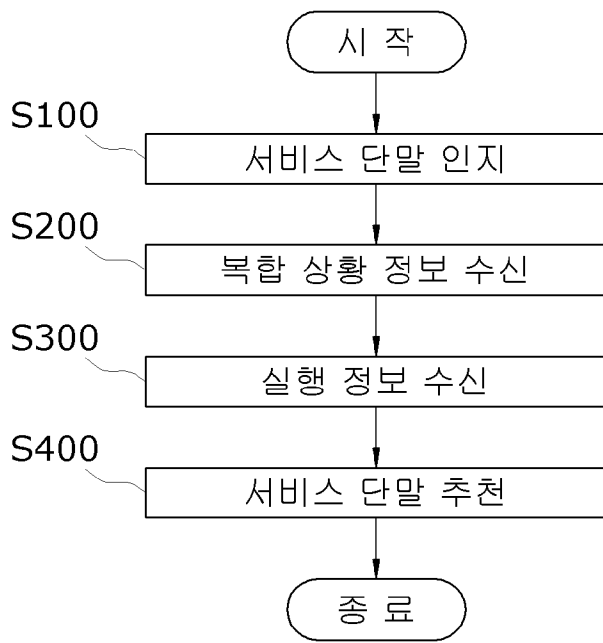 시 작
S100
서비스 단말 인지
S200
복합 상황 정보 수신
S300
실행 정보 수신
S400
서비스 단말 추천
종 료